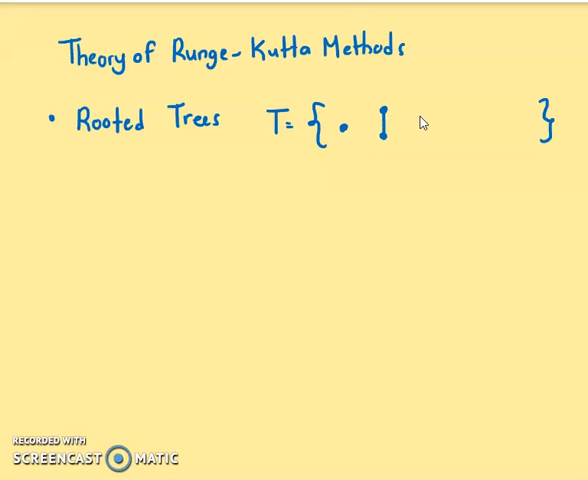 Theory of Runge-Kutta Methods
• Rooted Trees T= { . }
RECORDED WITH
SCREENCAST MATIC